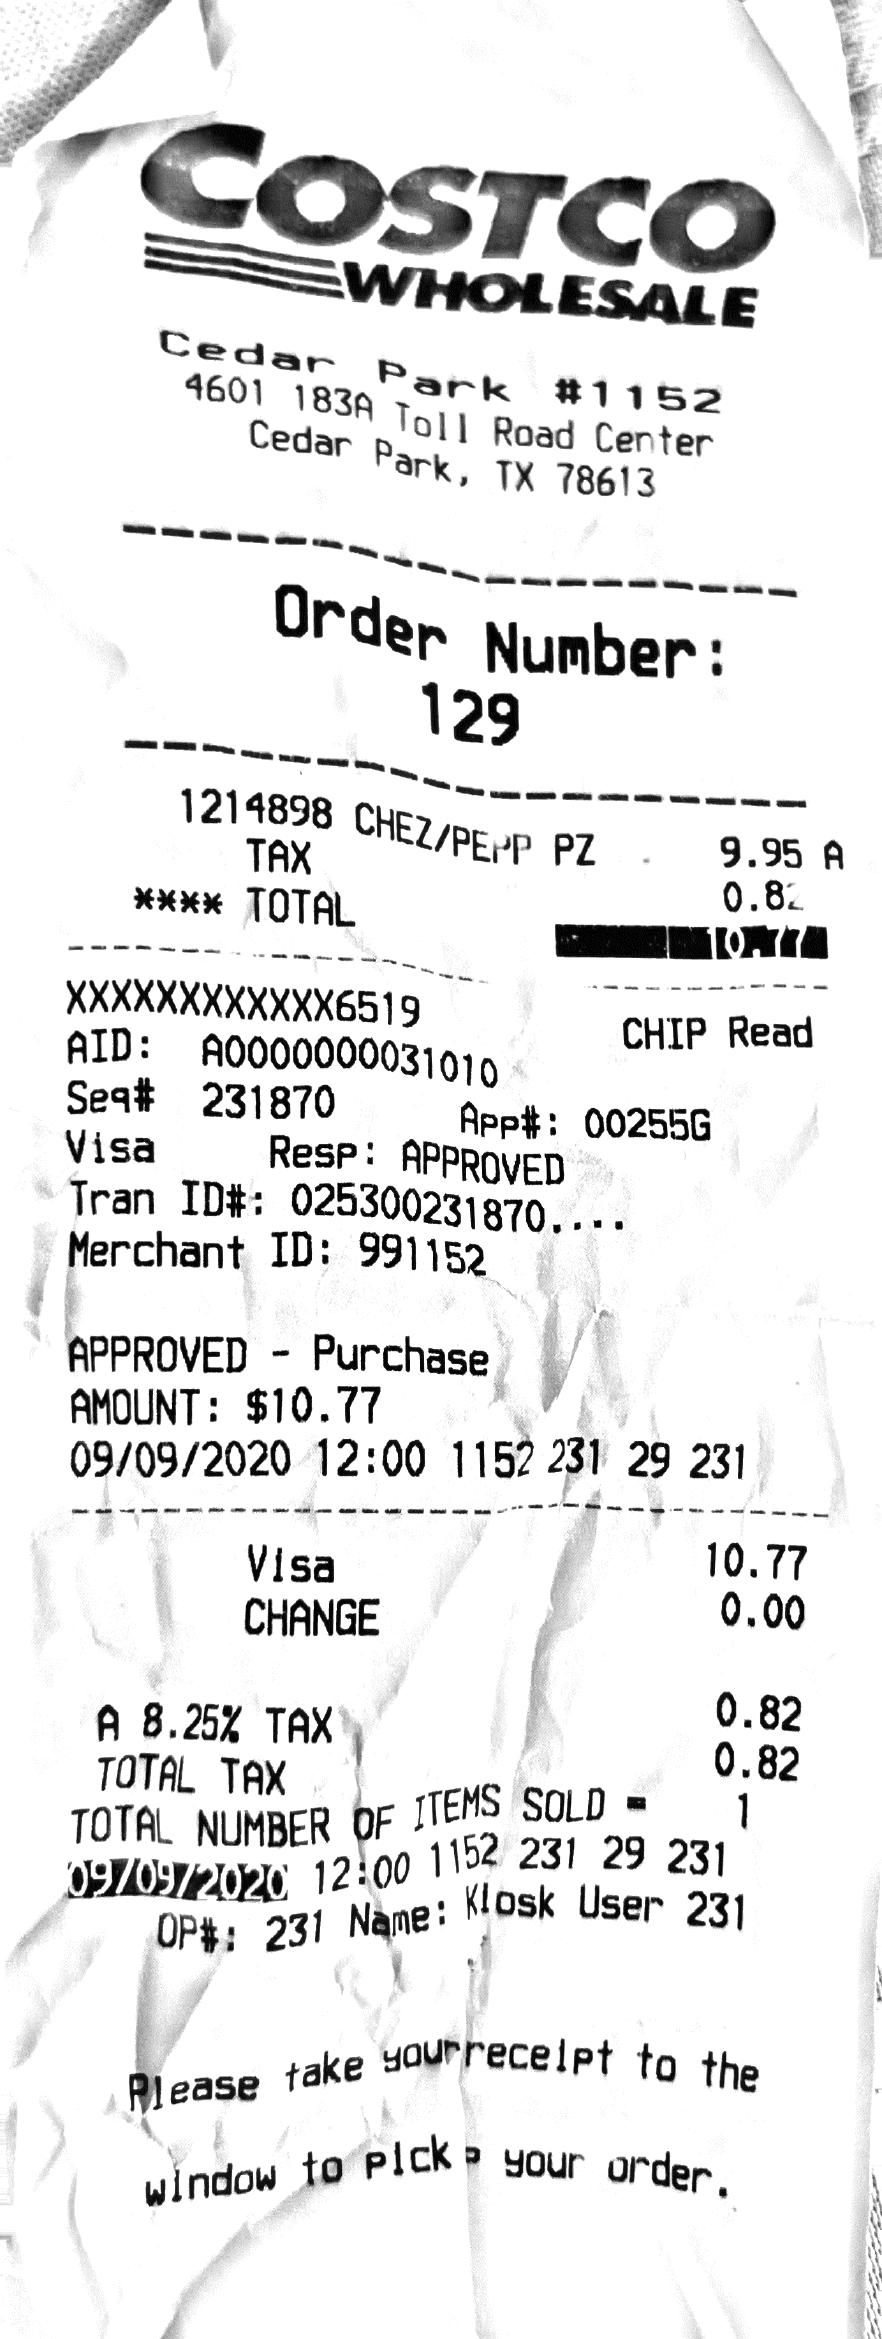 COSTCO
WHOLESALE
Cedar Park #1152
4601 183A Toll Road Center
Cedar Park, TX 78613
Order Number:
129
1214898 CHEZ/PEPP PZ 9.95 A
TAX 0.82
**** TOTAL 10.77
XXXXXXXXXXXX6519 CHIP Read
AID: A0000000031010
Seq# 231870 App#: 00255G
Visa Resp: APPROVED
Tran ID#: 025300231870....
Merchant ID: 991152
APPROVED - Purchase
AMOUNT: $10.77
09/09/2020 12:00 1152 231 29 231
Visa 10.77
CHANGE 0.00
A 8.25% TAX 0.82
TOTAL TAX 0.82
TOTAL NUMBER OF ITEMS SOLD = 1
09/09/2020 12:00 1152 231 29 231
OP#: 231 Name: Kiosk User 231
Please take your receipt to the
window to pick your order.